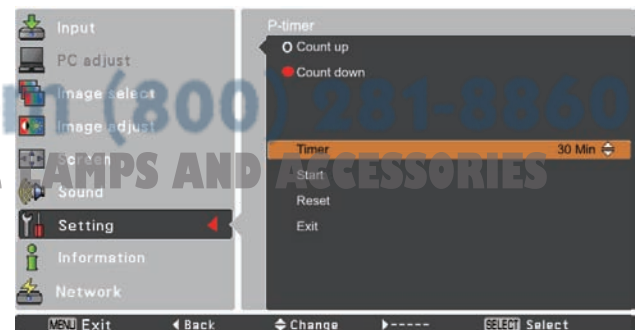 Input
PC adjust
Image select
Image adjust
Screen
Sound
Setting
Information
Network
P-timer
Count up
Count down
Timer 30 Min
Start
Reset
Exit
(800) 281-8860
LAMPS AND ACCESSORIES
MENU Exit Back Change ----- SELECT Select